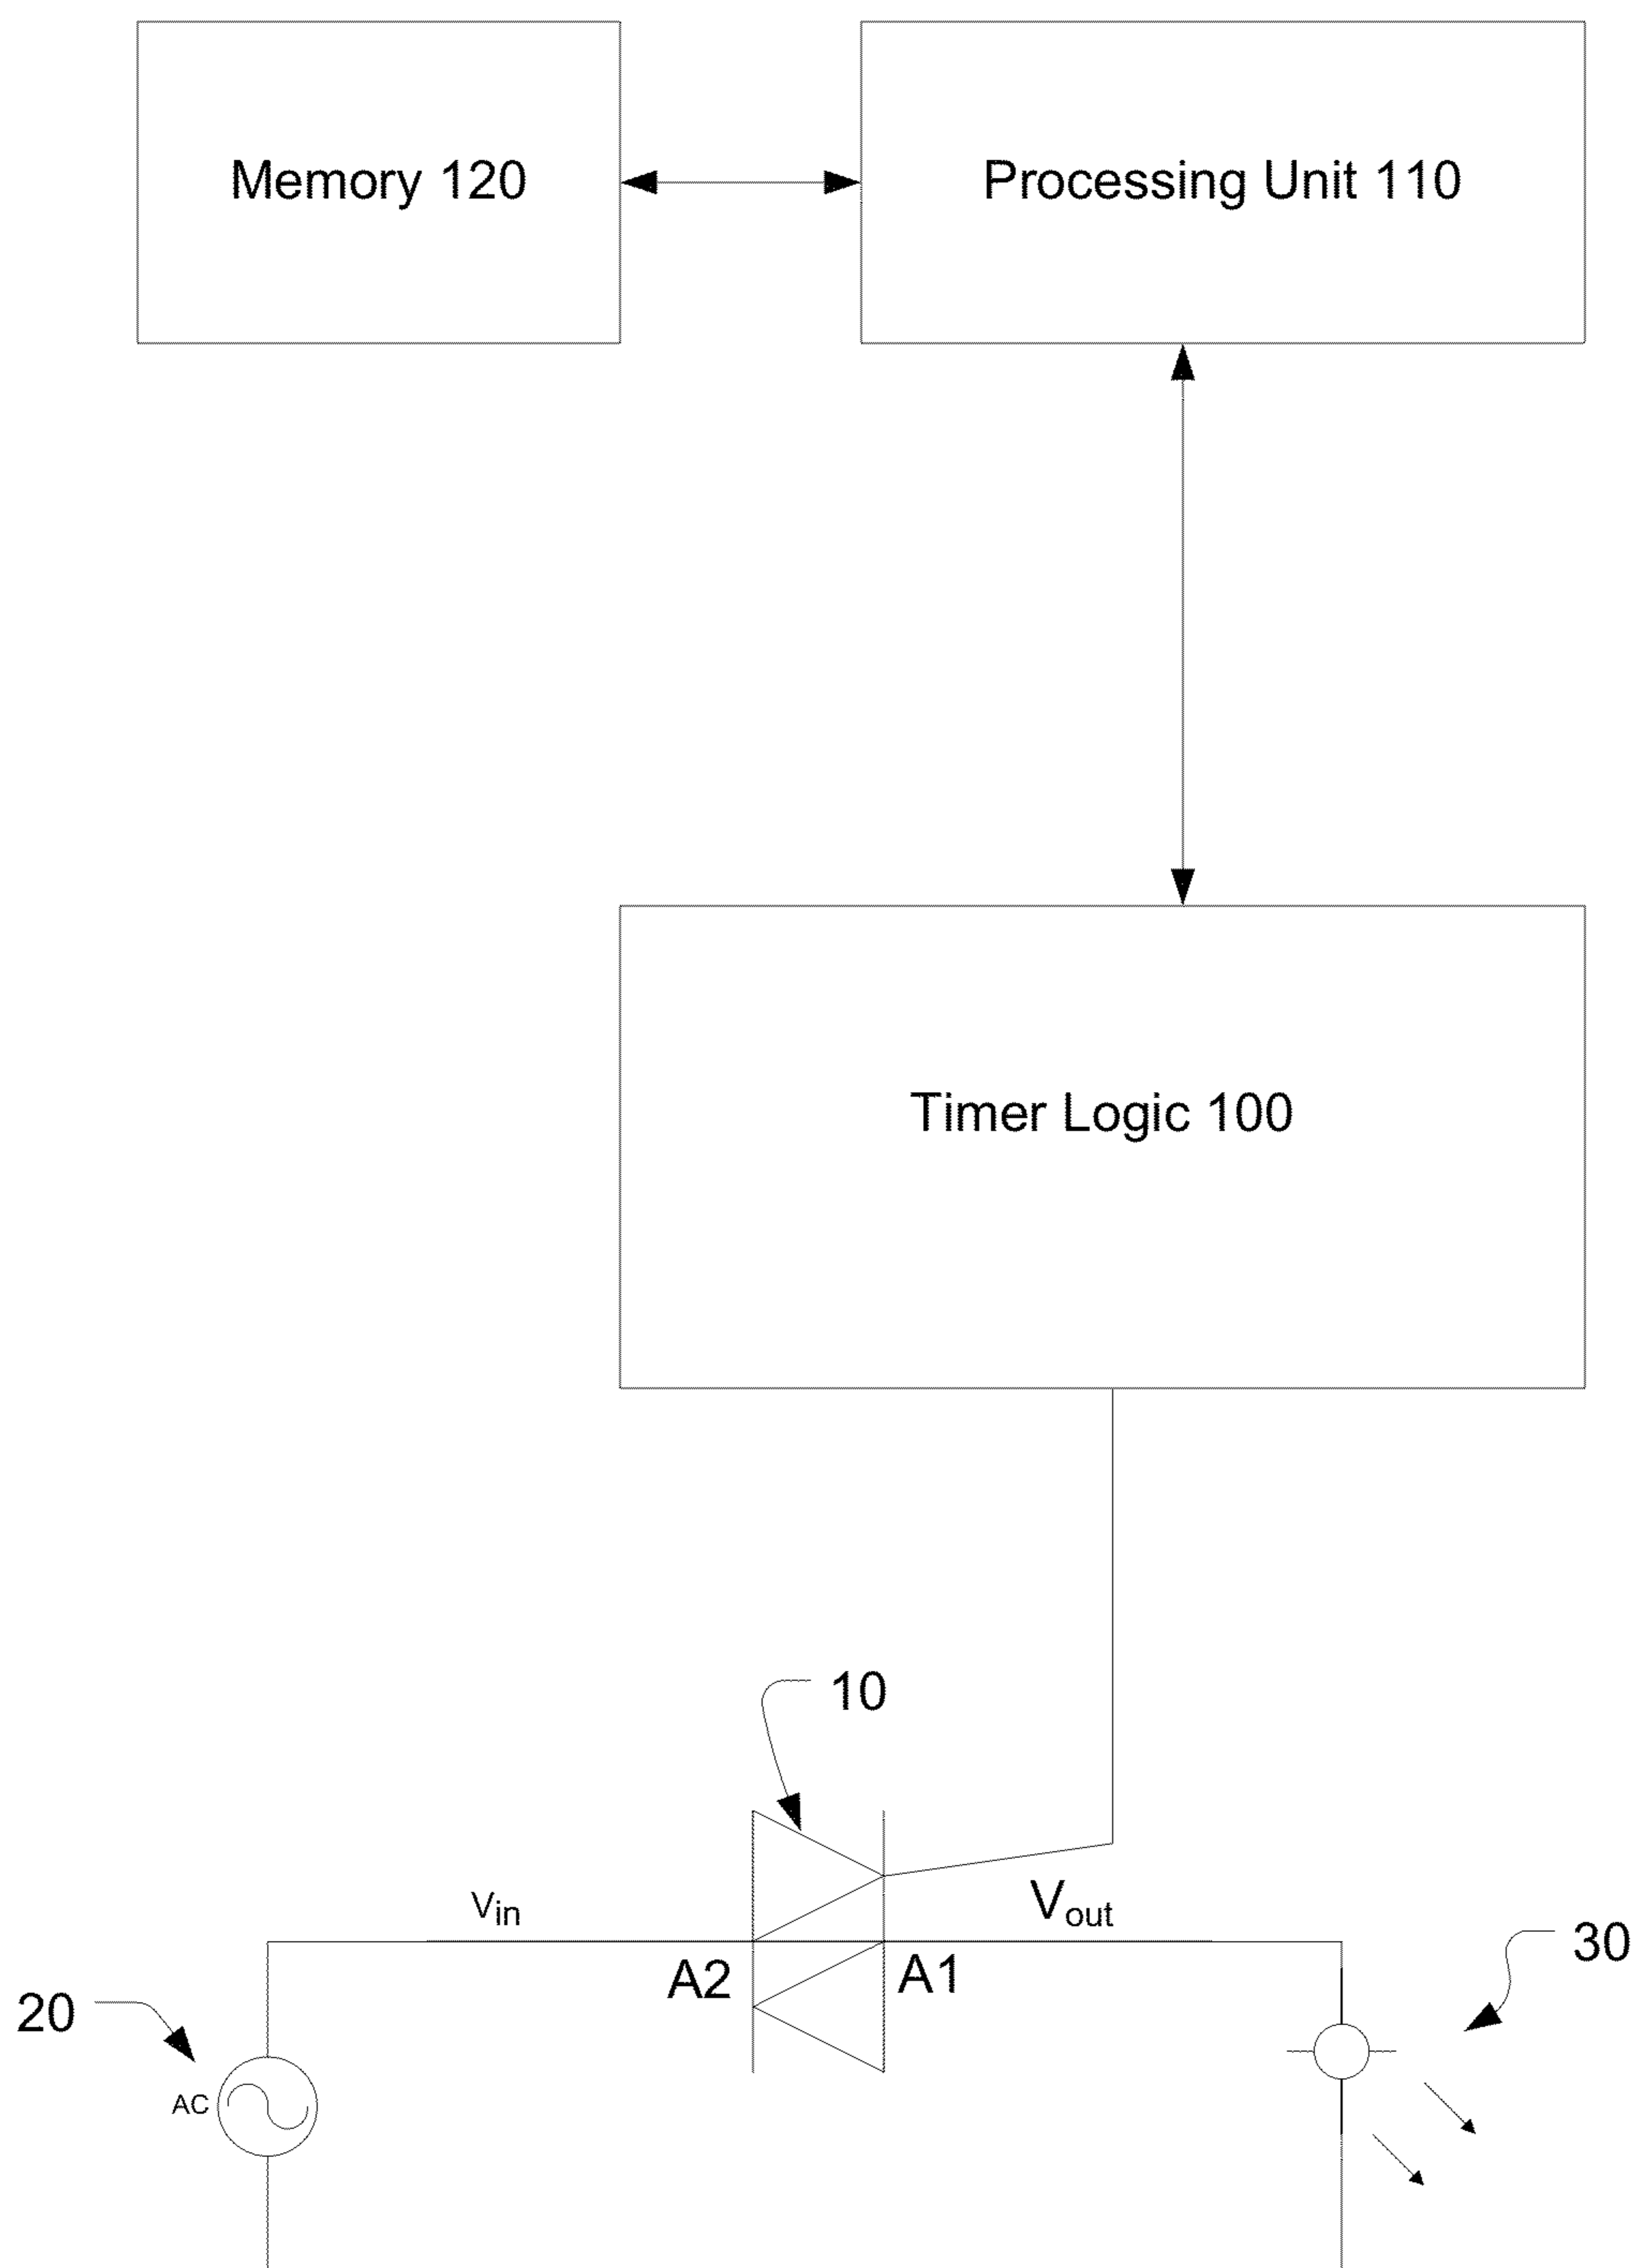 Memory 120
Processing Unit 110
Timer Logic 100
10
Vin
Vout
30
A2
A1
20
AC